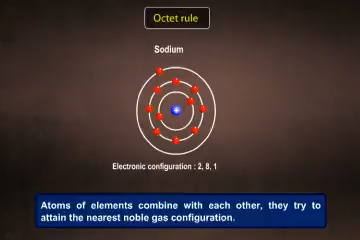 Octet rule
Sodium
Electronic configuration : 2, 8, 1
Atoms of elements combine with each other, they try to
attain the nearest noble gas configuration.